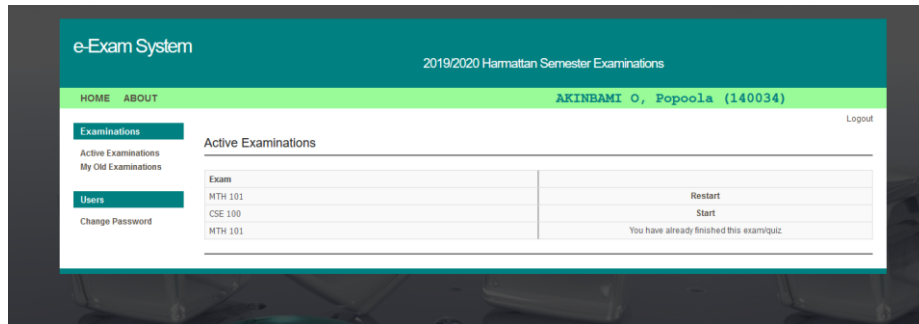 e-Exam System
2019/2020 Harmattan Semester Examinations
HOME ABOUT
AKINBAMI O, Popoola (140034)
Logout
Examinations
Active Examinations
My Old Examinations
Users
Change Password
Active Examinations
Exam
MTH 101 Restart
CSE 100 Start
MTH 101 You have already finished this exam/quiz